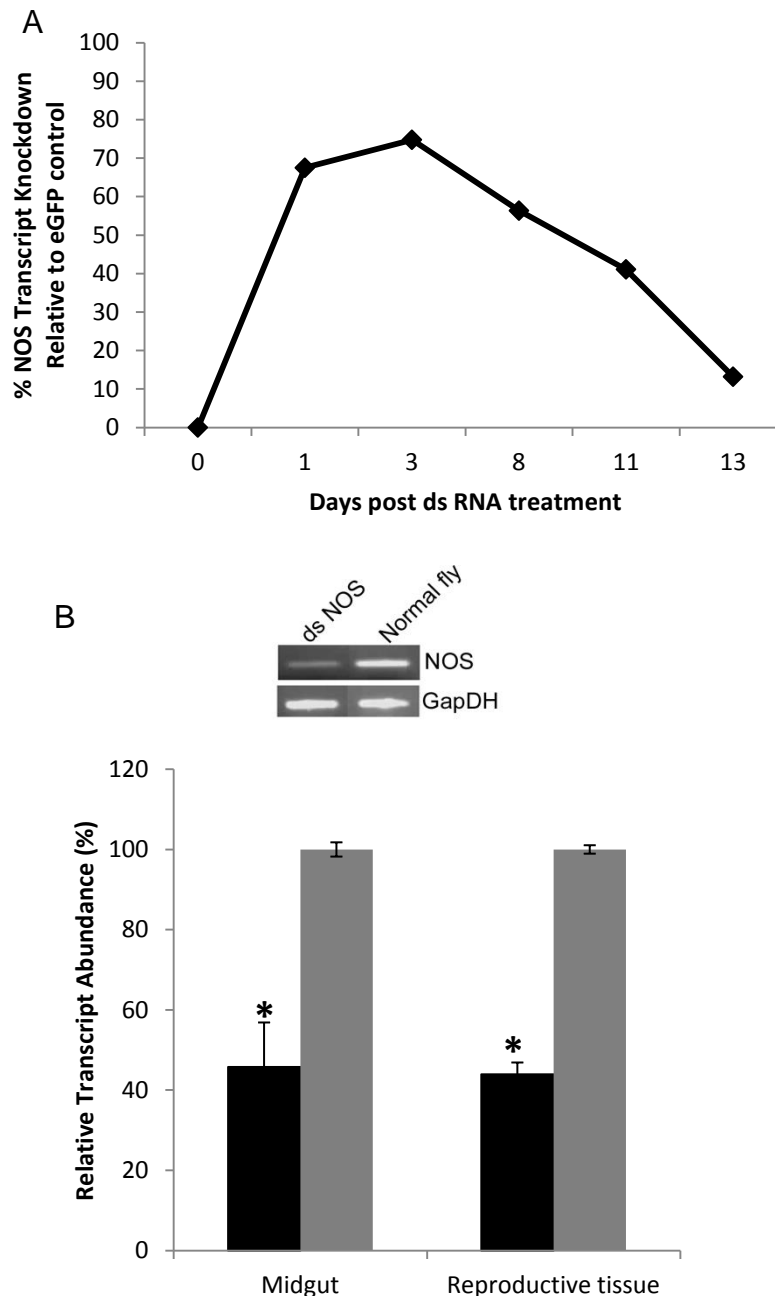 A
% NOS Transcript Knockdown
Relative to eGFP control
100
90
80
70
60
50
40
30
20
10
0
0 1 3 8 11 13
Days post ds RNA treatment
B
ds NOS Normal fly
NOS
GapDH
Relative Transcript Abundance (%)
120
100
80
60
40
20
0
*
*
Midgut Reproductive tissue